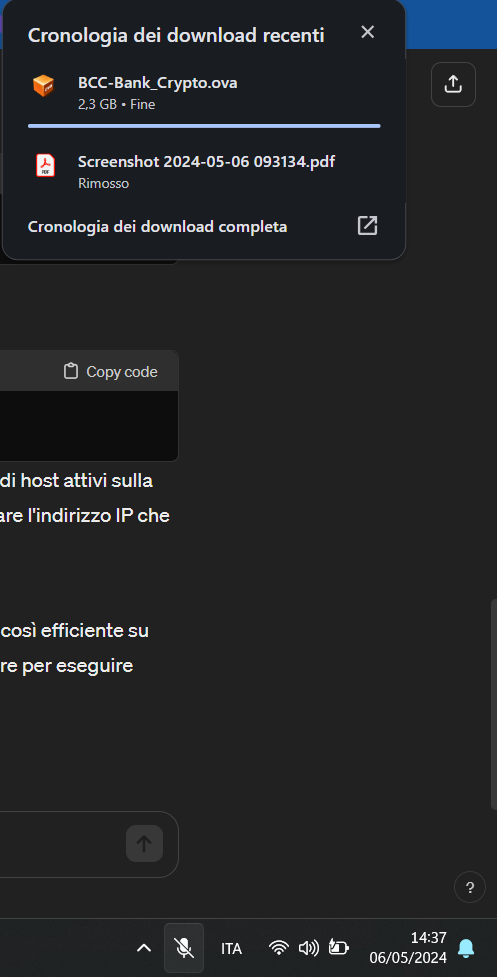 Cronologia dei download recenti
BCC-Bank_Crypto.ova
2,3 GB • Fine
Screenshot 2024-05-06 093134.pdf
Rimosso
Cronologia dei download completa
Copy code
di host attivi sulla
are l'indirizzo IP che
così efficiente su
re per eseguire
?
ITA
14:37
06/05/2024